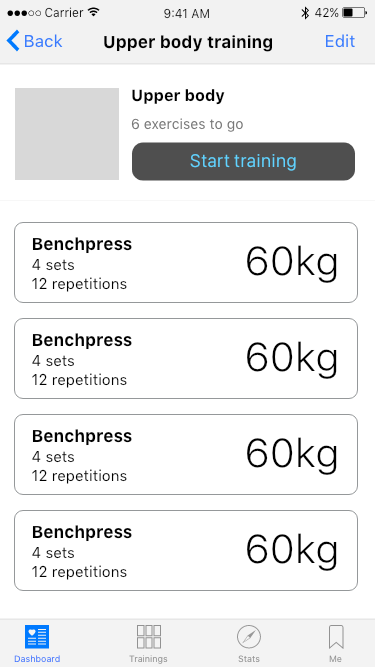 Carrier
9:41 AM
42%
Back
Upper body training
Edit
Upper body
6 exercises to go
Start training
Benchpress
4 sets
12 repetitions
60kg
Benchpress
4 sets
12 repetitions
60kg
Benchpress
4 sets
12 repetitions
60kg
Benchpress
4 sets
12 repetitions
60kg
Dashboard
Trainings
Stats
Me